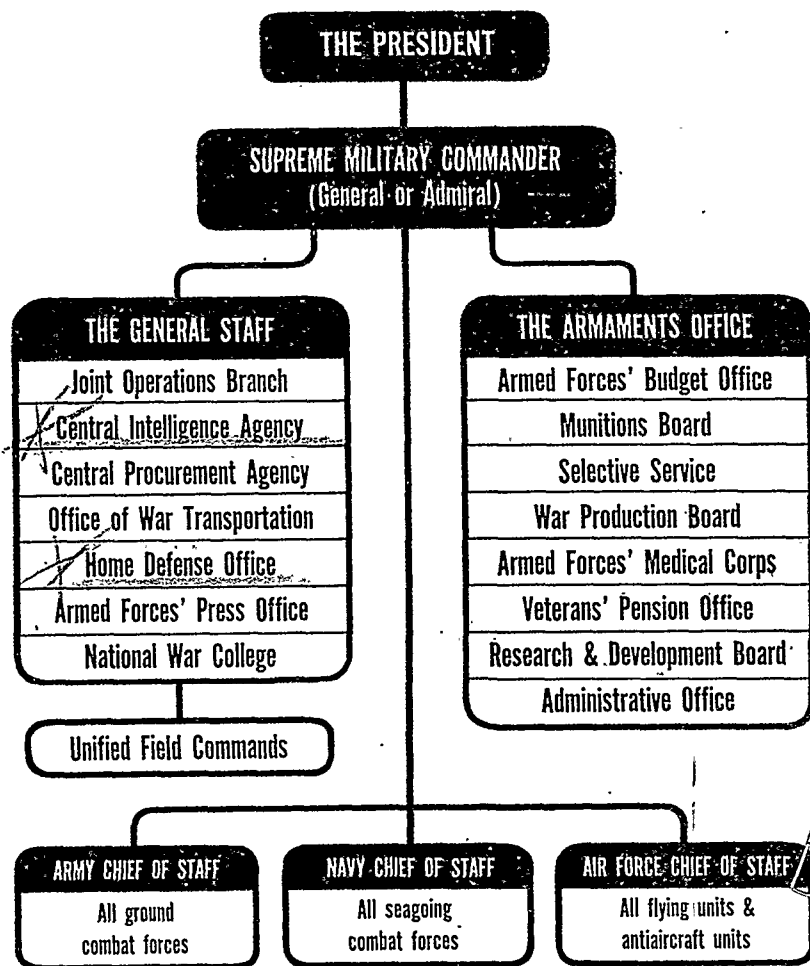 THE PRESIDENT
SUPREME MILITARY COMMANDER
(General or Admiral)
THE GENERAL STAFF
Joint Operations Branch
Central Intelligence Agency
Central Procurement Agency
Office of War Transportation
Home Defense Office
Armed Forces' Press Office
National War College
Unified Field Commands
THE ARMAMENTS OFFICE
Armed Forces' Budget Office
Munitions Board
Selective Service
War Production Board
Armed Forces' Medical Corps
Veterans' Pension Office
Research & Development Board
Administrative Office
ARMY CHIEF OF STAFF
All ground
combat forces
NAVY CHIEF OF STAFF
All seagoing
combat forces
AIR FORCE CHIEF OF STAFF
All flying units &
antiaircraft units